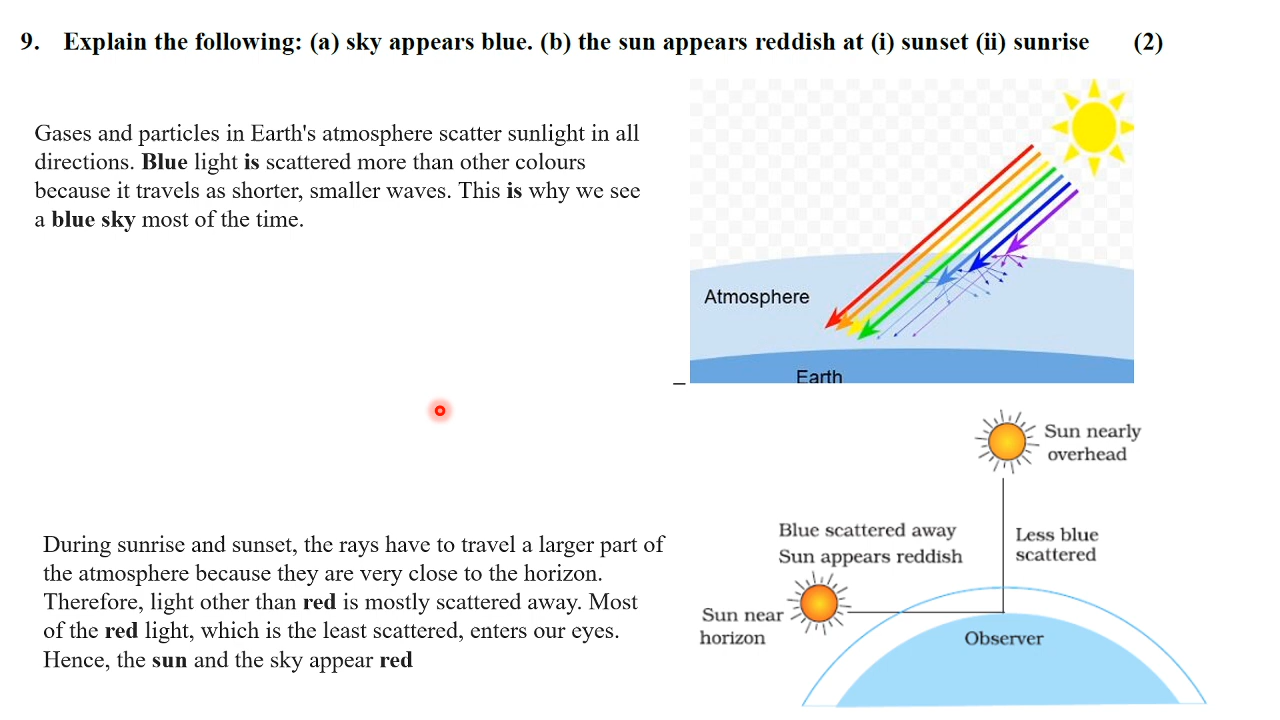 9. Explain the following: (a) sky appears blue. (b) the sun appears reddish at (i) sunset (ii) sunrise (2)
Gases and particles in Earth's atmosphere scatter sunlight in all
directions. Blue light is scattered more than other colours
because it travels as shorter, smaller waves. This is why we see
a blue sky most of the time.
Atmosphere
Earth
Sun nearly
overhead
Blue scattered away
Sun appears reddish
Less blue
scattered
Sun near
horizon
Observer
During sunrise and sunset, the rays have to travel a larger part of
the atmosphere because they are very close to the horizon.
Therefore, light other than red is mostly scattered away. Most
of the red light, which is the least scattered, enters our eyes.
Hence, the sun and the sky appear red